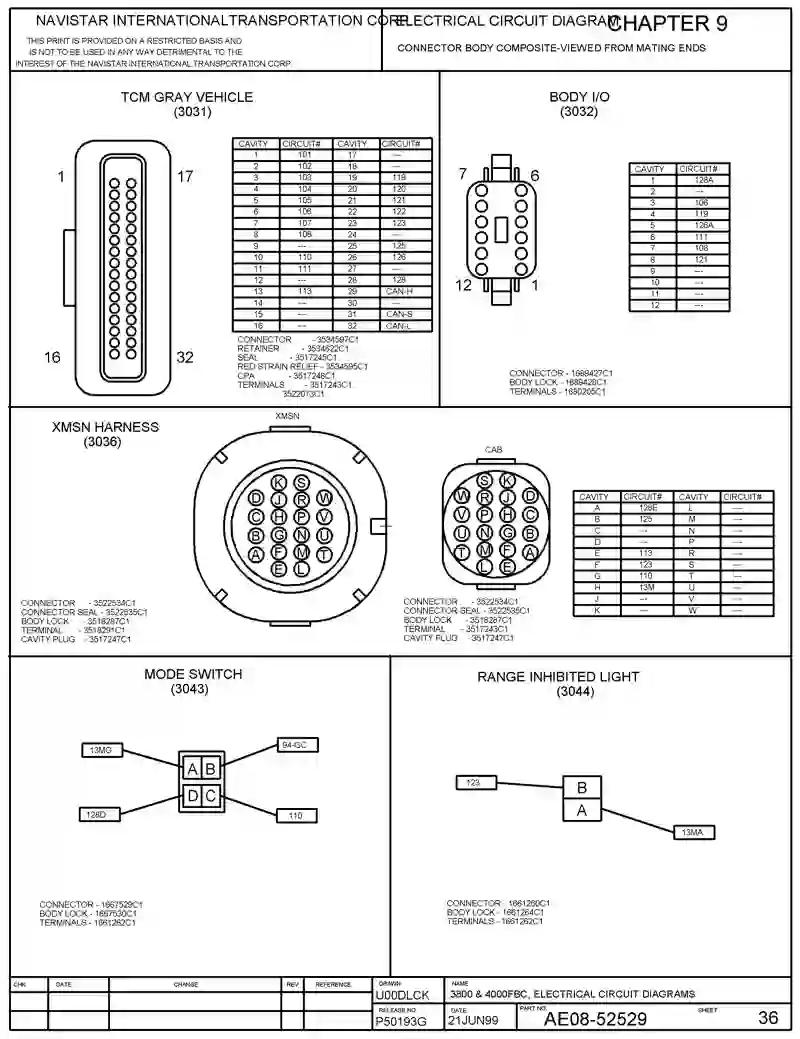 NAVISTAR INTERNATIONAL TRANSPORTATION CORP.
ELECTRICAL CIRCUIT DIAGRAM
CHAPTER 9
THIS PRINT IS PROVIDED ON A RESTRICTED BASIS AND
IS NOT TO BE USED IN ANY WAY DETRIMENTAL TO THE
INTEREST OF THE NAVISTAR INTERNATIONAL TRANSPORTATION CORP
CONNECTOR BODY COMPOSITE-VIEWED FROM MATING ENDS
TCM GRAY VEHICLE
(3031)
1 17
16 32
CAVITY CIRCUIT# CAVITY CIRCUIT#
1 101 17 ---
2 102 18 ---
3 103 19 119
4 104 20 120
5 105 21 121
6 106 22 122
7 107 23 123
8 108 24 ---
9 --- 25 125
10 110 26 126
11 111 27 ---
12 --- 28 128
13 113 29 CAN-H
14 --- 30 ---
15 --- 31 CAN-S
16 --- 32 CAN-L
CONNECTOR -3534597C1
RETAINER - 3534622C1
SEAL - 3517245C1
RED STRAIN RELIEF - 3534595C1
CPA - 3517246C1
TERMINALS - 3517243C1
3522073C1
BODY I/O
(3032)
7 6
12 1
CAVITY CIRCUIT#
1 128A
2 ---
3 106
4 119
5 126A
6 111
7 108
8 121
9 ---
10 ---
11 ---
12 ---
CONNECTOR - 1669427C1
BODY LOCK - 1689428C1
TERMINALS - 1650205C1
XMSN HARNESS
(3036)
XMSN
K S
D J R W
C H P V
B G N U
A F M T
E L
CONNECTOR - 3522534C1
CONNECTOR SEAL - 3522635C1
BODY LOCK - 3518287C1
TERMINAL - 3518291C1
CAVITY PLUG - 3517247C1
CAB
S K
W R J D
V P H C
U N G B
T M F A
L E
CONNECTOR - 3522534C1
CONNECTOR SEAL - 3522535C1
BODY LOCK - 3518287C1
TERMINAL - 3517243C1
CAVITY PLUG - 3517247C1
CAVITY CIRCUIT# CAVITY CIRCUIT#
A 128E L ---
B 125 M ---
C --- N ---
D --- P ---
E 113 R ---
F 123 S ---
G 110 T ---
H 13M U ---
J --- V ---
K --- W ---
MODE SWITCH
(3043)
13MG 94-GC
A B
D C
128D 110
CONNECTOR - 1667529C1
BODY LOCK - 1667530C1
TERMINALS - 1661262C1
RANGE INHIBITED LIGHT
(3044)
123 B
A 13MA
CONNECTOR - 1661260C1
BODY LOCK - 1661264C1
TERMINALS - 1661262C1
CHK DATE CHANGE REV REFERENCE
DRAWN
U00DLCK
NAME
3800 & 4000FBC, ELECTRICAL CIRCUIT DIAGRAMS
RELEASE NO.
P50193G
DATE
21JUN99
PART NO.
AE08-52529
SHEET
36